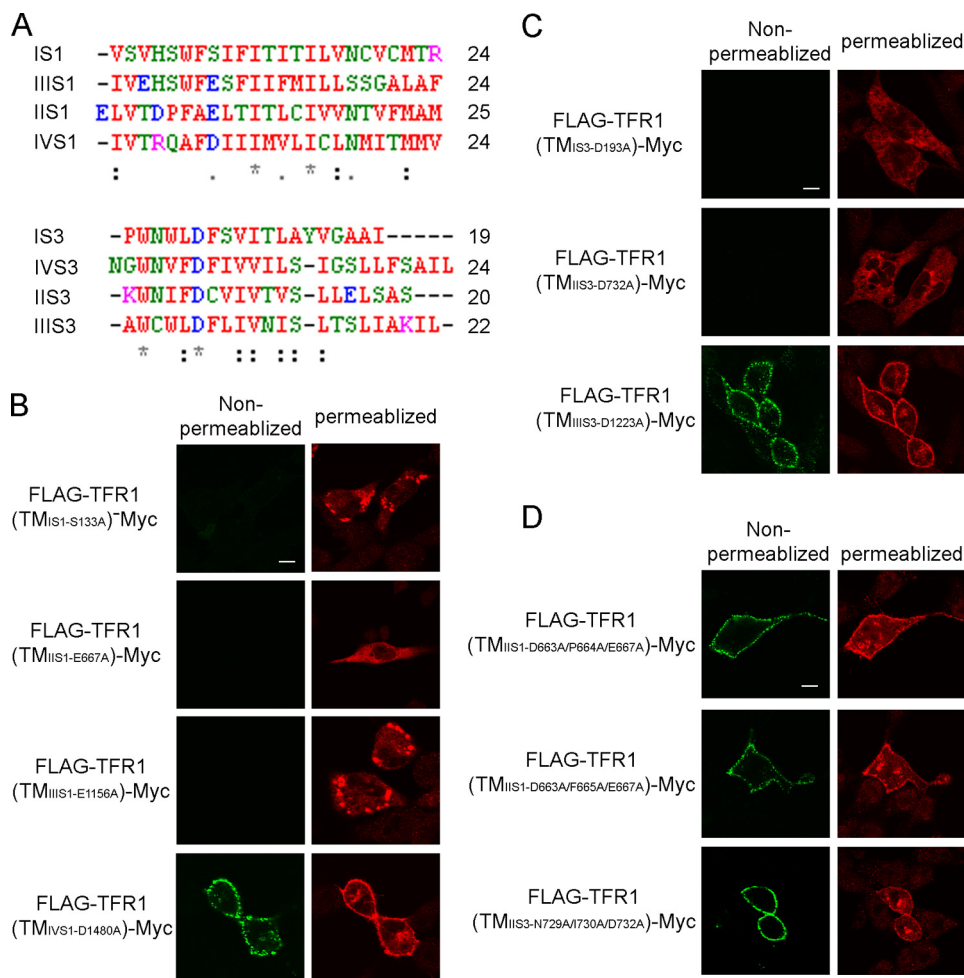 A
IS1 -VSVHSWFSIFITITILVNCVCMTR 24
IIIS1 -IVEHSWFESFIIFMILLSSGALAF 24
IIS1 ELVTDPFAELTITLCIVVNTVFMAM 25
IVS1 -IVTRQAFDIIIMVLICLNMITMMV 24
: . * . * :. :
IS3 -PWNWLDFSVITLAYVGAAI----- 19
IVS3 NGWNVFDFIVVILS-IGSLLFSAIL 24
IIS3 -KWNIFDCVIVTVS-LLELSAS--- 20
IIIS3 -AWCWLDFLIVNIS-LTSLIAKIL- 22
* :* :: :: :
B
Non-
permeablized permeablized
FLAG-TFR1
(TMIS1-S133A)-Myc
FLAG-TFR1
(TMIIS1-E667A)-Myc
FLAG-TFR1
(TMIIIS1-E1156A)-Myc
FLAG-TFR1
(TMIVS1-D1480A)-Myc
C
Non-
permeablized permeablized
FLAG-TFR1
(TMIS3-D193A)-Myc
FLAG-TFR1
(TMIIS3-D732A)-Myc
FLAG-TFR1
(TMIIIS3-D1223A)-Myc
D
Non-
permeablized permeablized
FLAG-TFR1
(TMIIS1-D663A/P664A/E667A)-Myc
FLAG-TFR1
(TMIIS1-D663A/F665A/E667A)-Myc
FLAG-TFR1
(TMIIS3-N729A/I730A/D732A)-Myc